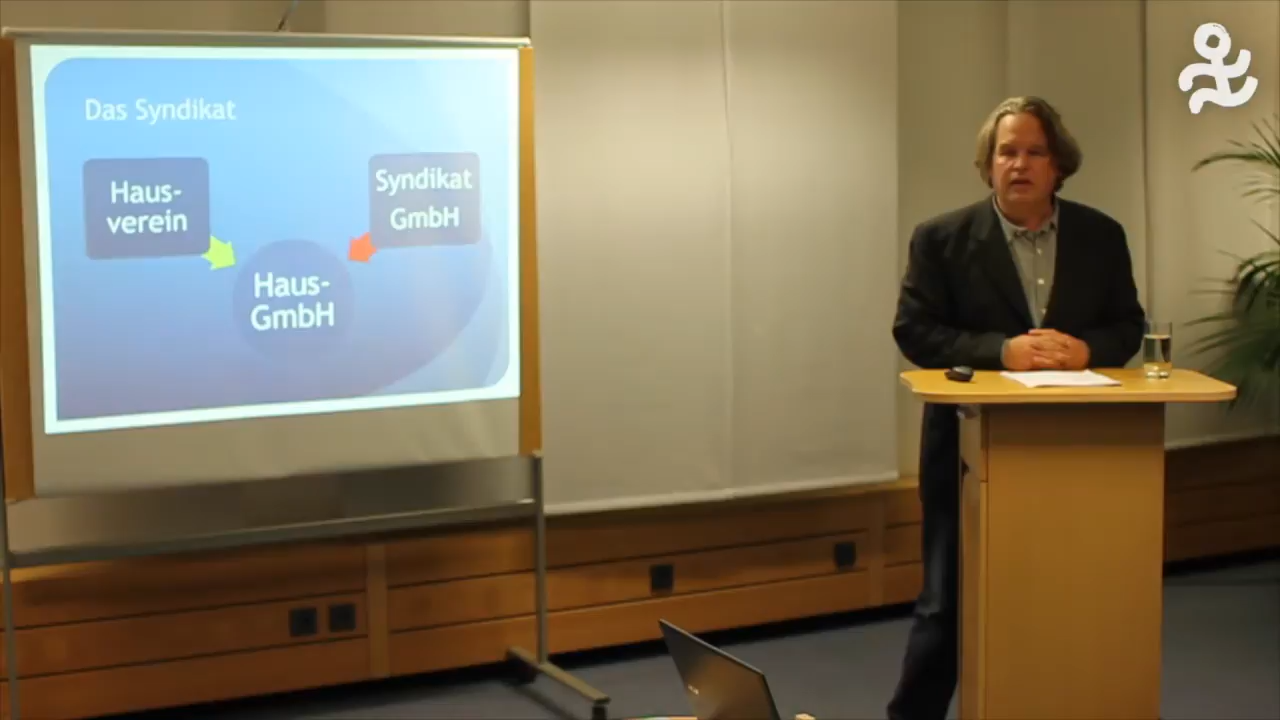 Das Syndikat
Haus-
verein
Syndikat
GmbH
Haus-
GmbH